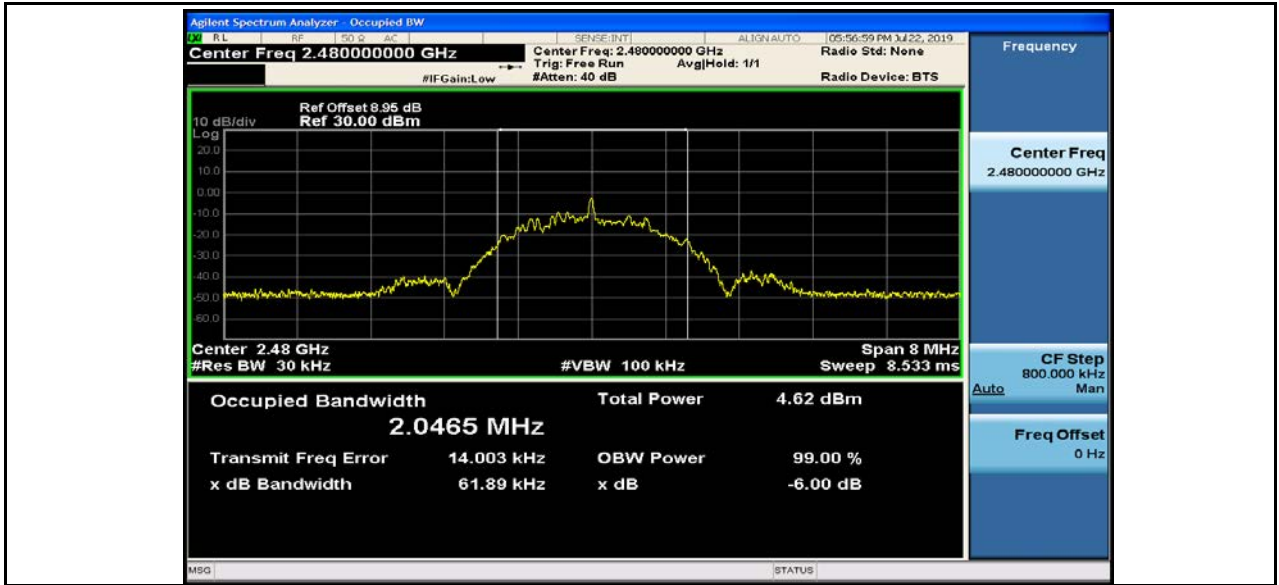 Agilent Spectrum Analyzer - Occupied BW
LXI RL RF 50 Ω AC SENSE:INT ALIGNAUTO 05:56:59 PM Jul 22, 2019
Center Freq 2.480000000 GHz
Center Freq: 2.480000000 GHz
Radio Std: None
Trig: Free Run Avg|Hold: 1/1
#IFGain:Low
#Atten: 40 dB
Radio Device: BTS
Ref Offset 8.95 dB
10 dB/div Ref 30.00 dBm
Log
20.0
10.0
0.00
-10.0
-20.0
-30.0
-40.0
-50.0
-60.0
Center 2.48 GHz Span 8 MHz
#Res BW 30 kHz #VBW 100 kHz Sweep 8.533 ms
Occupied Bandwidth Total Power 4.62 dBm
2.0465 MHz
Transmit Freq Error 14.003 kHz OBW Power 99.00 %
x dB Bandwidth 61.89 kHz x dB -6.00 dB
MSG STATUS
Frequency
Center Freq
2.480000000 GHz
CF Step
800.000 kHz
Auto Man
Freq Offset
0 Hz